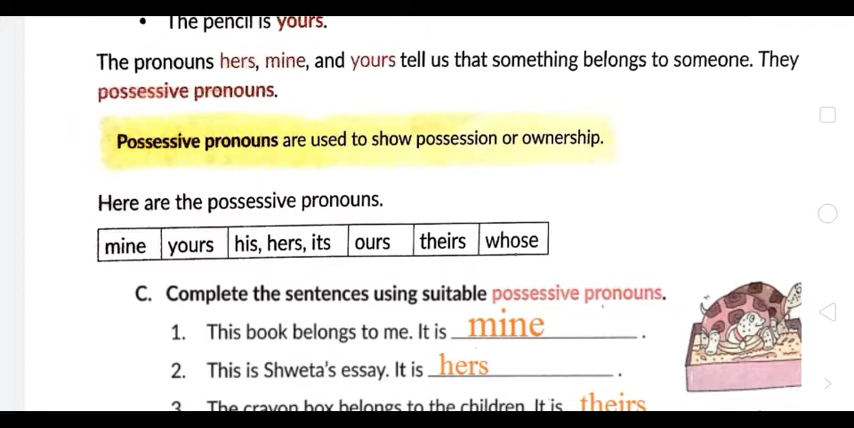 • The pencil is yours.
The pronouns hers, mine, and yours tell us that something belongs to someone. They
possessive pronouns.
Possessive pronouns are used to show possession or ownership.
Here are the possessive pronouns.
mine yours his, hers, its ours theirs whose
C. Complete the sentences using suitable possessive pronouns.
1. This book belongs to me. It is mine .
2. This is Shweta's essay. It is hers .
3 The crayon box belongs to the children. It is theirs